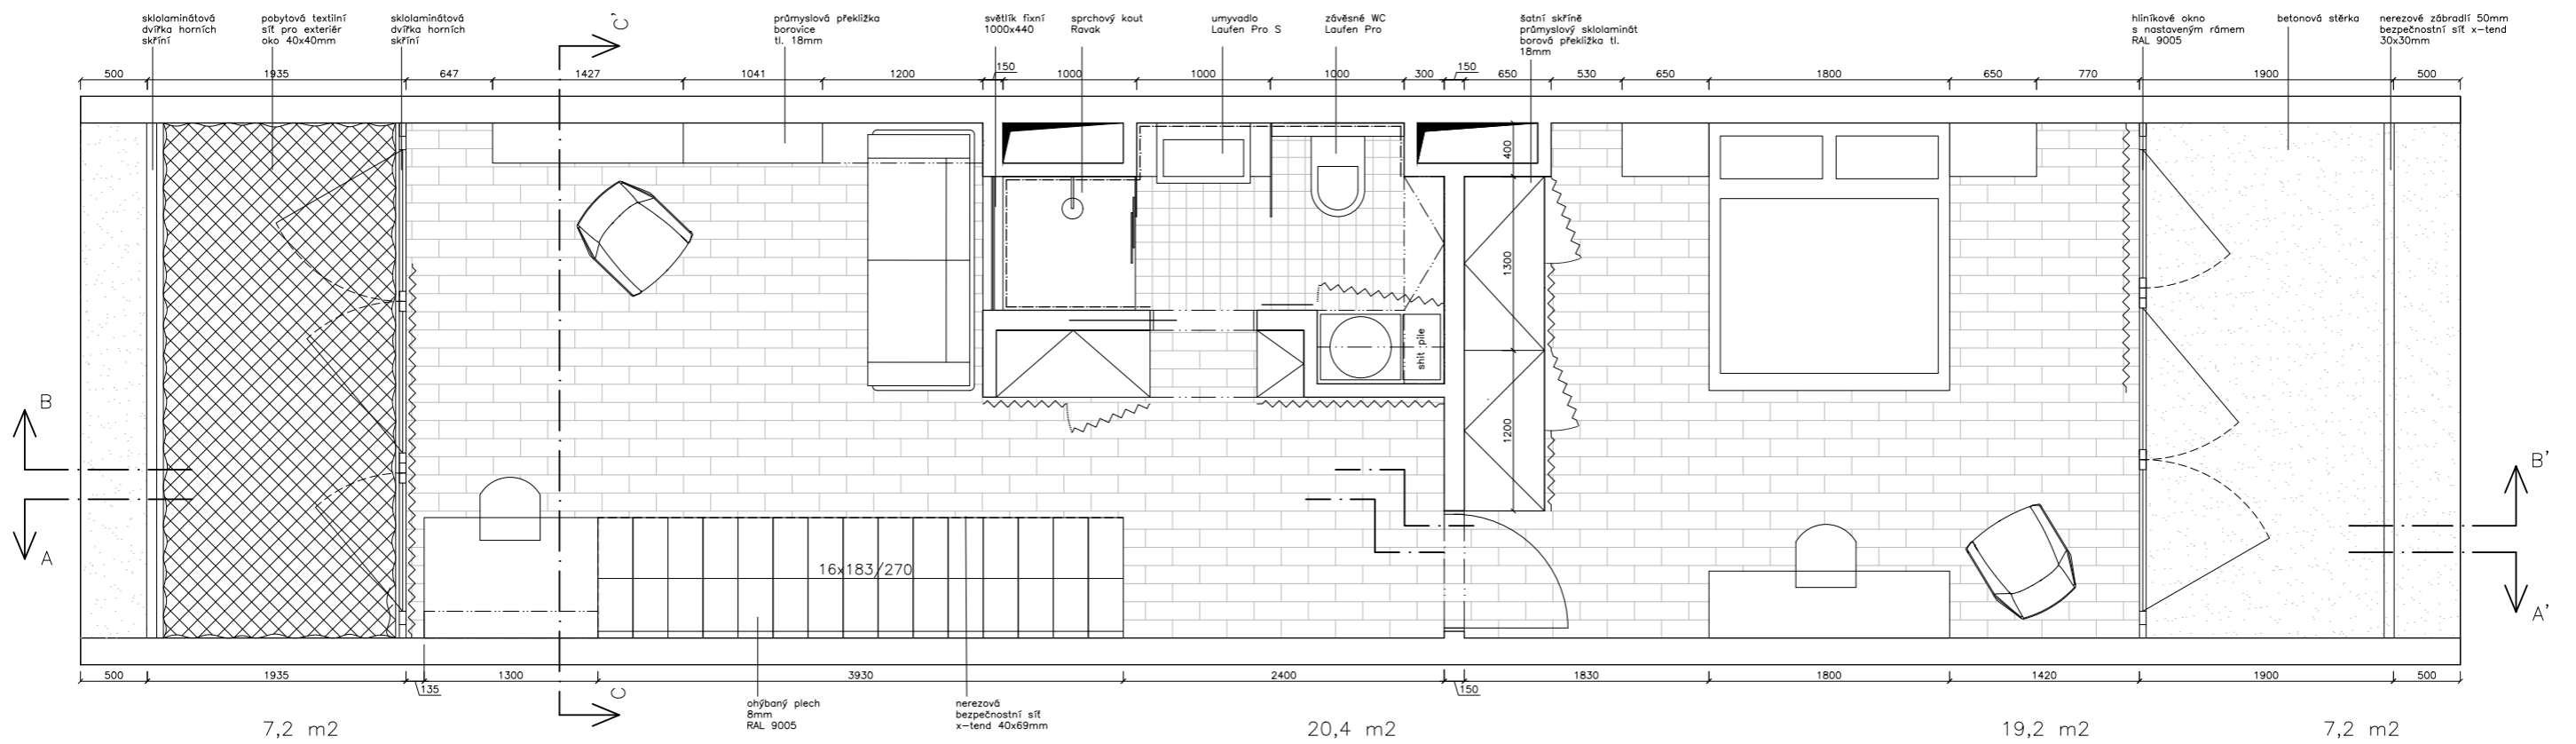 sklolaminátová
dvířka horních
skříní
pobytová textilní
síť pro exteriér
oko 40x40mm
sklolaminátová
dvířka horních
skříní
C'
průmyslová překližka
borovice
tl. 18mm
světlík fixní
1000x440
sprchový kout
Ravak
umyvadlo
Laufen Pro S
závěsné WC
Laufen Pro
šatní skříně
průmyslový sklolaminát
borová překližka tl.
18mm
hliníkové okno
s nastaveným rámem
RAL 9005
betonová stěrka
nerezové zábradlí 50mm
bezpečnostní síť x-tend
30x30mm
500
1935
647
1427
1041
1200
150
1000
1000
1000
300
150
650
530
650
1800
650
770
1900
500
400
1300
1200
shit pile
B
A
B'
A'
16x183/270
500
1935
135
1300
3930
2400
150
1830
1800
1420
1900
500
C
ohýbaný plech
8mm
RAL 9005
nerezová
bezpečnostní síť
x-tend 40x69mm
7,2 m2
20,4 m2
19,2 m2
7,2 m2